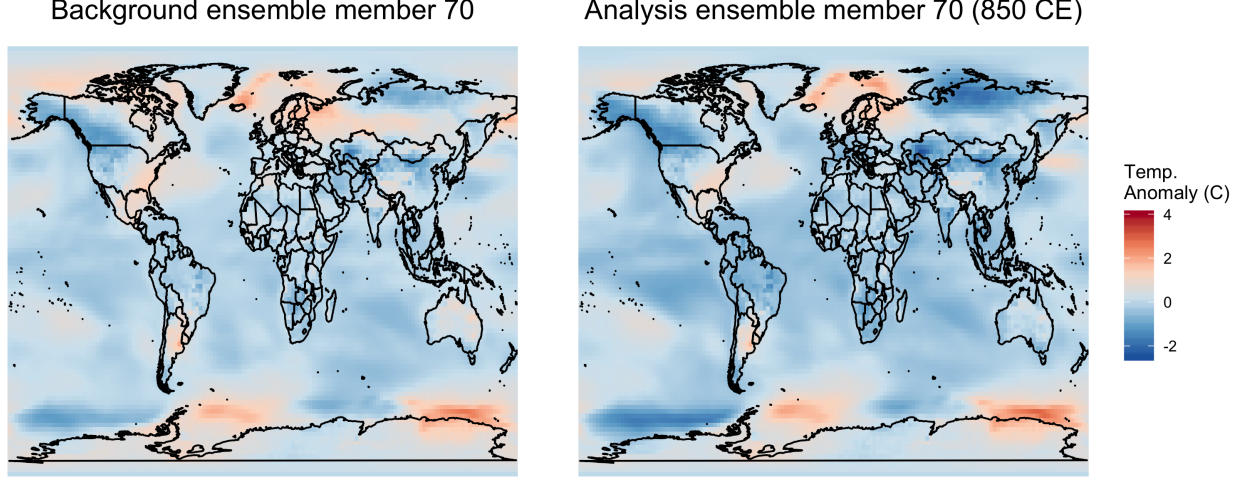 Background ensemble member 70
Analysis ensemble member 70 (850 CE)
Temp.
Anomaly (C)
4
2
0
-2